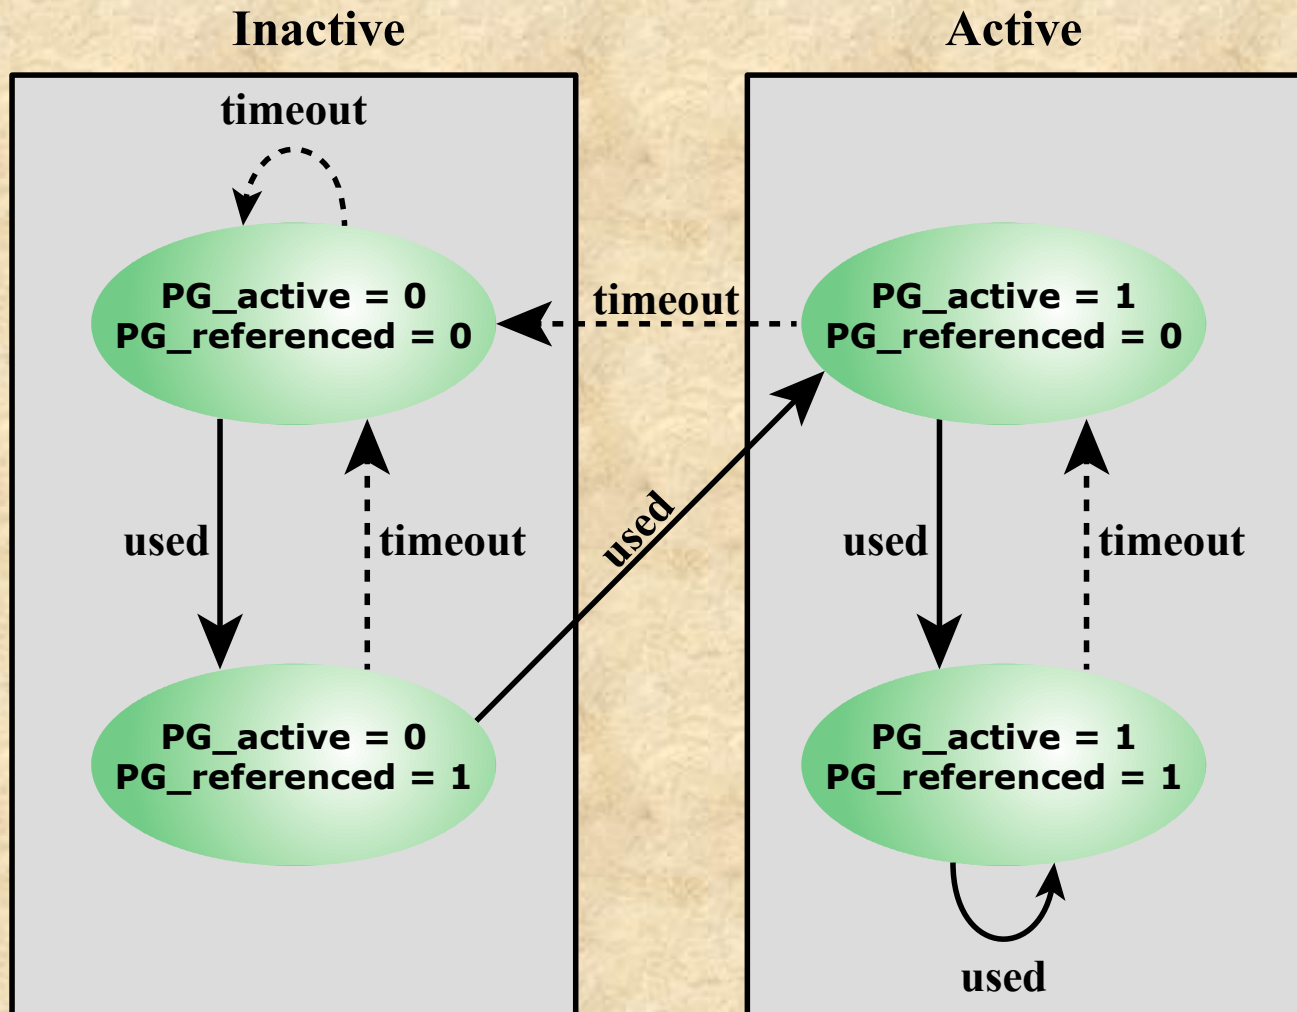 Inactive
Active
timeout
PG_active = 0
PG_referenced = 0
timeout
PG_active = 1
PG_referenced = 0
used
timeout
used
used
timeout
PG_active = 0
PG_referenced = 1
PG_active = 1
PG_referenced = 1
used